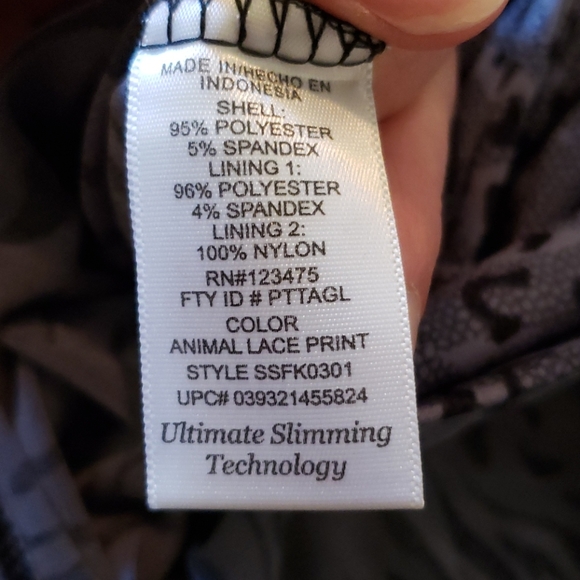 MADE IN/HECHO EN
INDONESIA
SHELL:
95% POLYESTER
5% SPANDEX
LINING 1:
96% POLYESTER
4% SPANDEX
LINING 2:
100% NYLON
RN#123475
FTY ID # PTTAGL
COLOR
ANIMAL LACE PRINT
STYLE SSFK0301
UPC# 039321455824
Ultimate Slimming
Technology